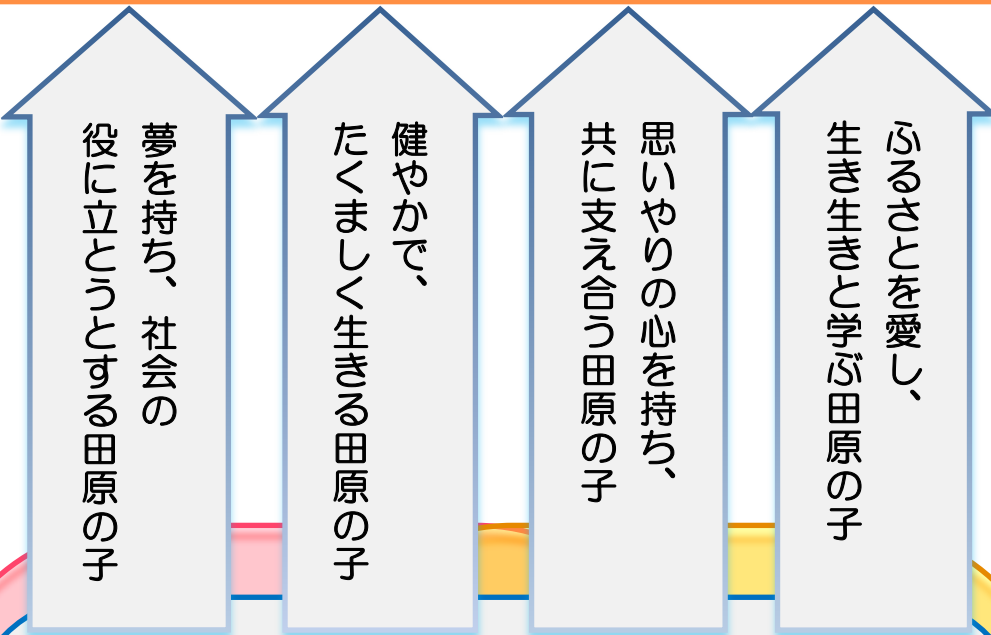 ふるさとを愛し、
生き生きと学ぶ田原の子
思いやりの心を持ち、
共に支え合う田原の子
健やかで、
たくましく生きる田原の子
夢を持ち、社会の
役に立とうとする田原の子